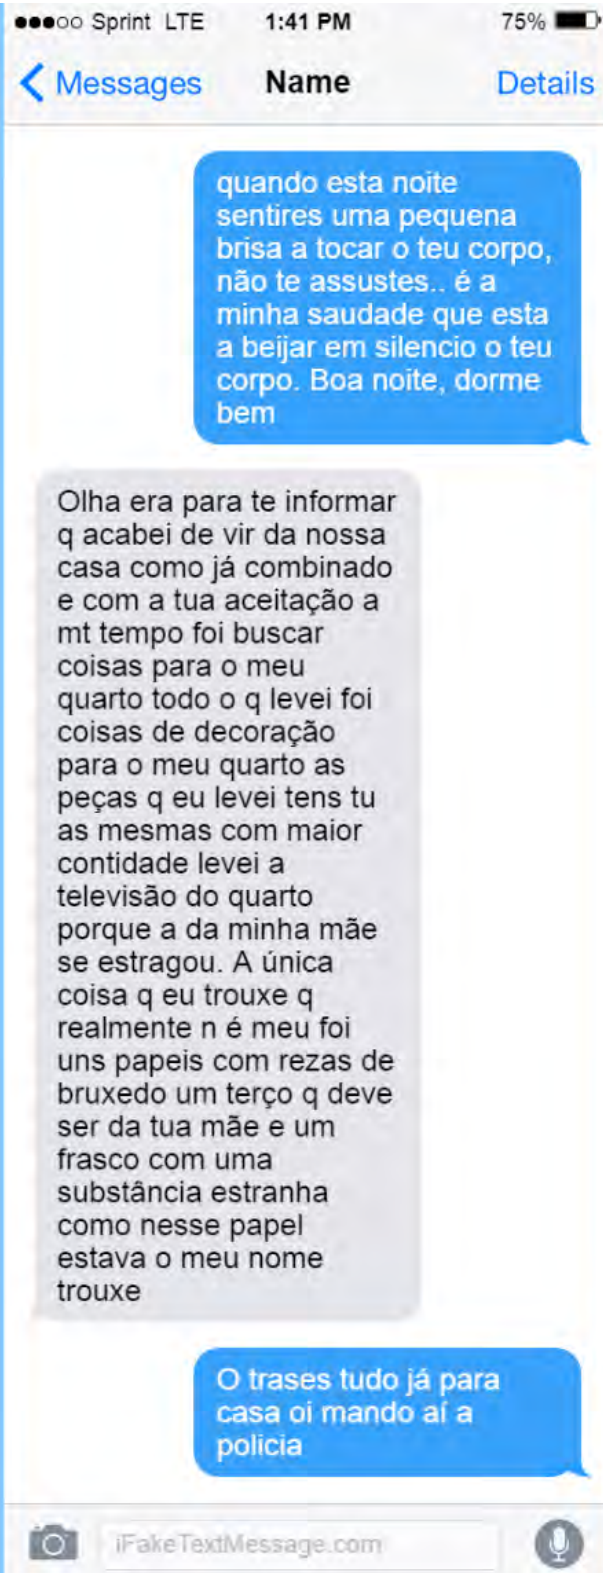 Sprint LTE 1:41 PM 75%
Messages Name Details
quando esta noite
sentires uma pequena
brisa a tocar o teu corpo,
não te assustes.. é a
minha saudade que esta
a beijar em silencio o teu
corpo. Boa noite, dorme
bem
Olha era para te informar
q acabei de vir da nossa
casa como já combinado
e com a tua aceitação a
mt tempo foi buscar
coisas para o meu
quarto todo o q levei foi
coisas de decoração
para o meu quarto as
peças q eu levei tens tu
as mesmas com maior
contidade levei a
televisão do quarto
porque a da minha mãe
se estragou. A única
coisa q eu trouxe q
realmente n é meu foi
uns papeis com rezas de
bruxedo um terço q deve
ser da tua mãe e um
frasco com uma
substância estranha
como nesse papel
estava o meu nome
trouxe
O trases tudo já para
casa oi mando aí a
policia
iFakeTextMessage.com